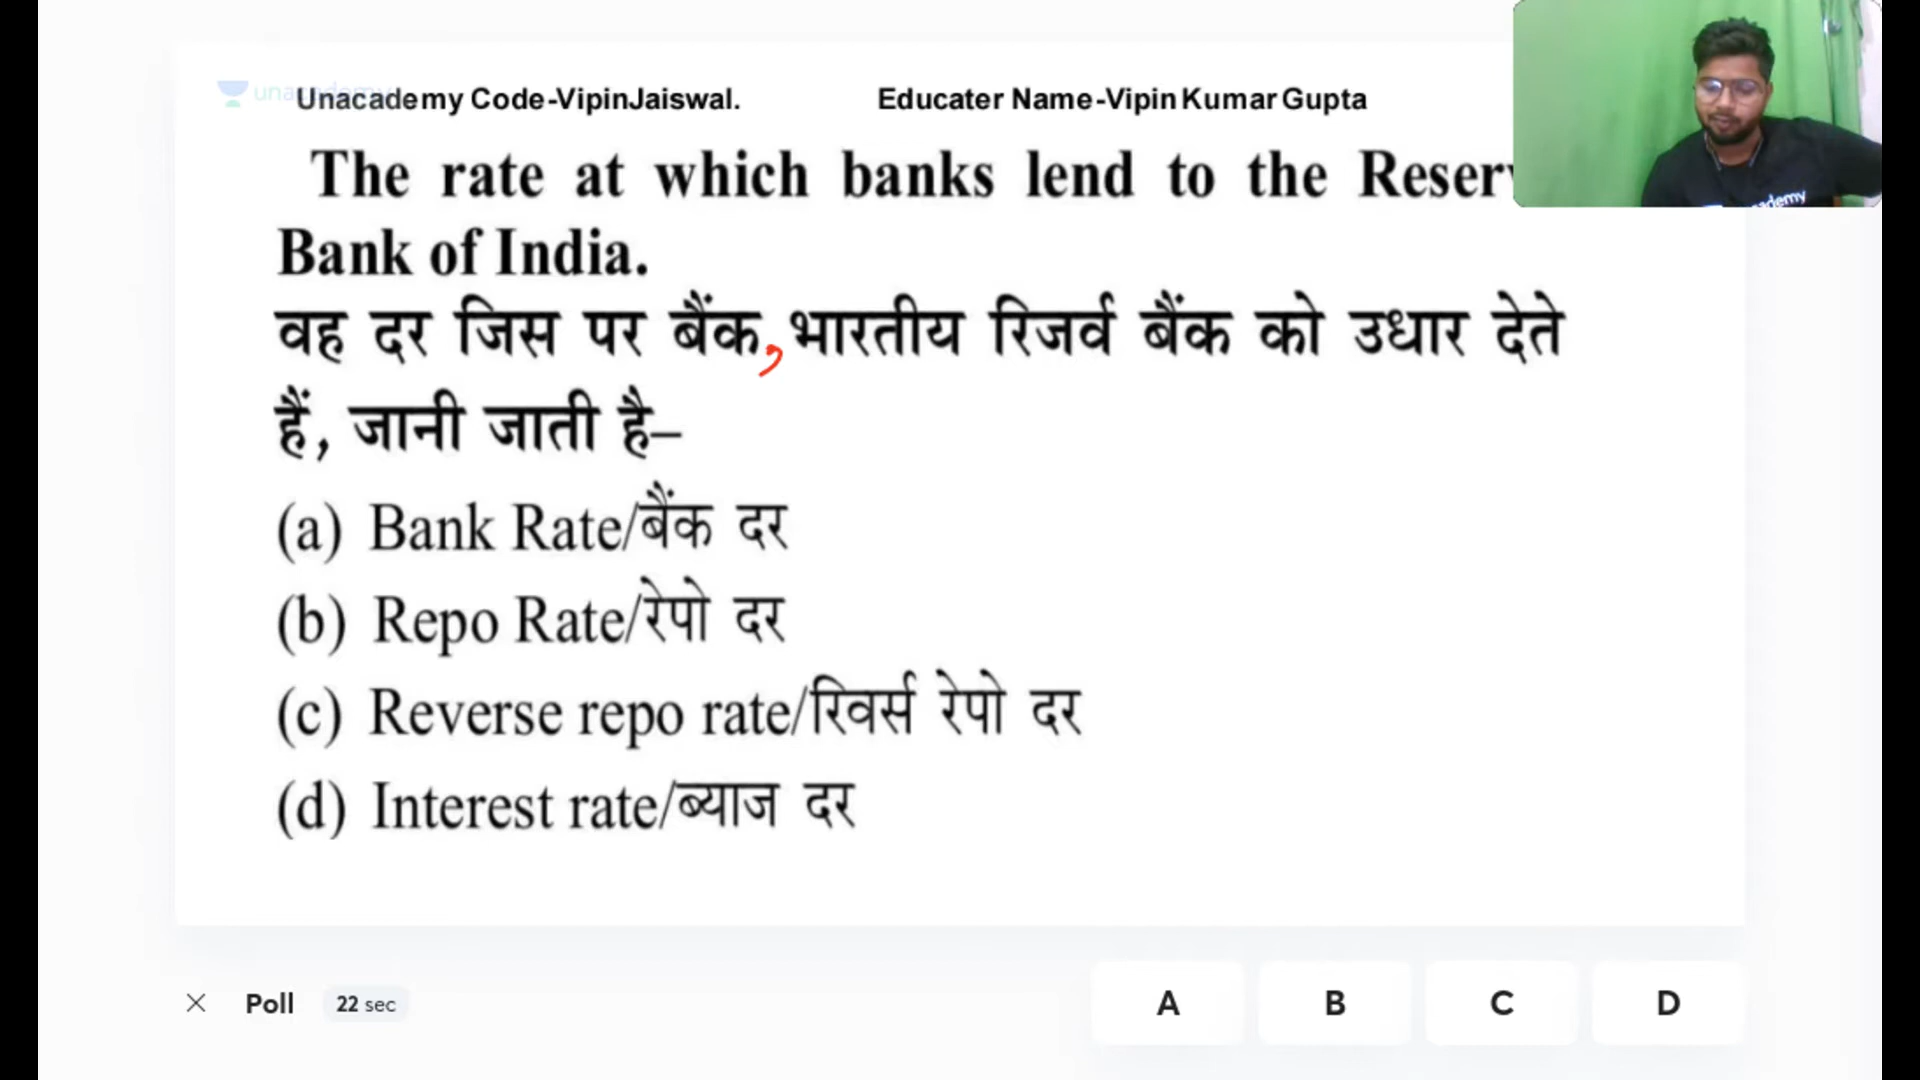 unacademy
Unacademy Code-VipinJaiswal. Educater Name-Vipin Kumar Gupta
The rate at which banks lend to the Reser
Bank of India.
वह दर जिस पर बैंक, भारतीय रिजर्व बैंक को उधार देते
हैं, जानी जाती है–
(a) Bank Rate/बैंक दर
(b) Repo Rate/रेपो दर
(c) Reverse repo rate/रिवर्स रेपो दर
(d) Interest rate/ब्याज दर
Poll 22 sec A B C D